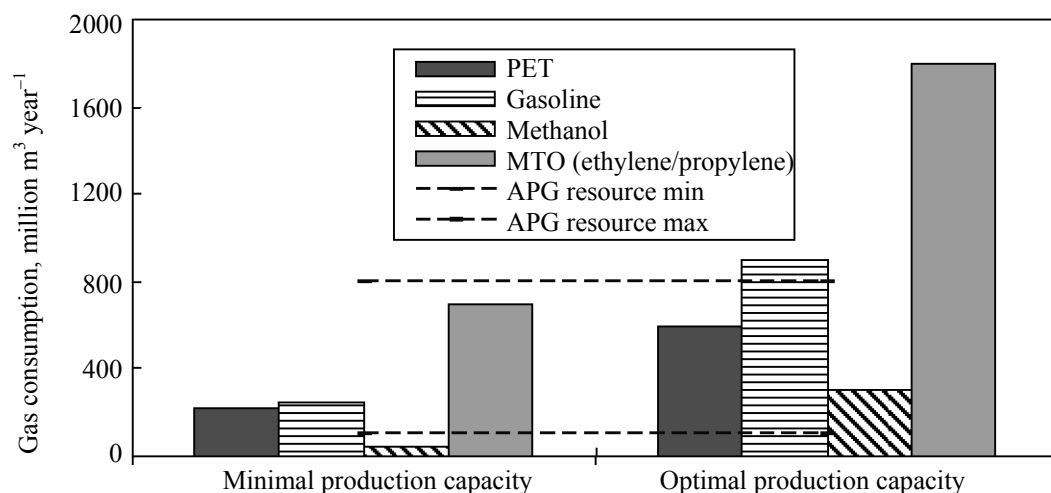 Gas consumption, million m³ year⁻¹
2000
1600
1200
800
400
0
PET
Gasoline
Methanol
MTO (ethylene/propylene)
APG resource min
APG resource max
Minimal production capacity
Optimal production capacity